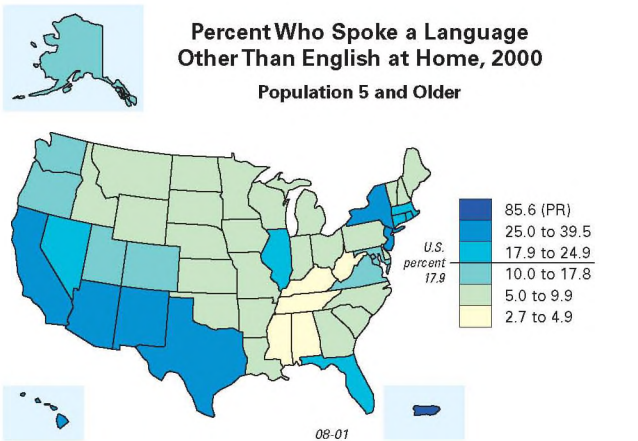 Percent Who Spoke a Language
Other Than English at Home, 2000
Population 5 and Older
85.6 (PR)
25.0 to 39.5
17.9 to 24.9
U.S.
percent
17.9
10.0 to 17.8
5.0 to 9.9
2.7 to 4.9
08-01